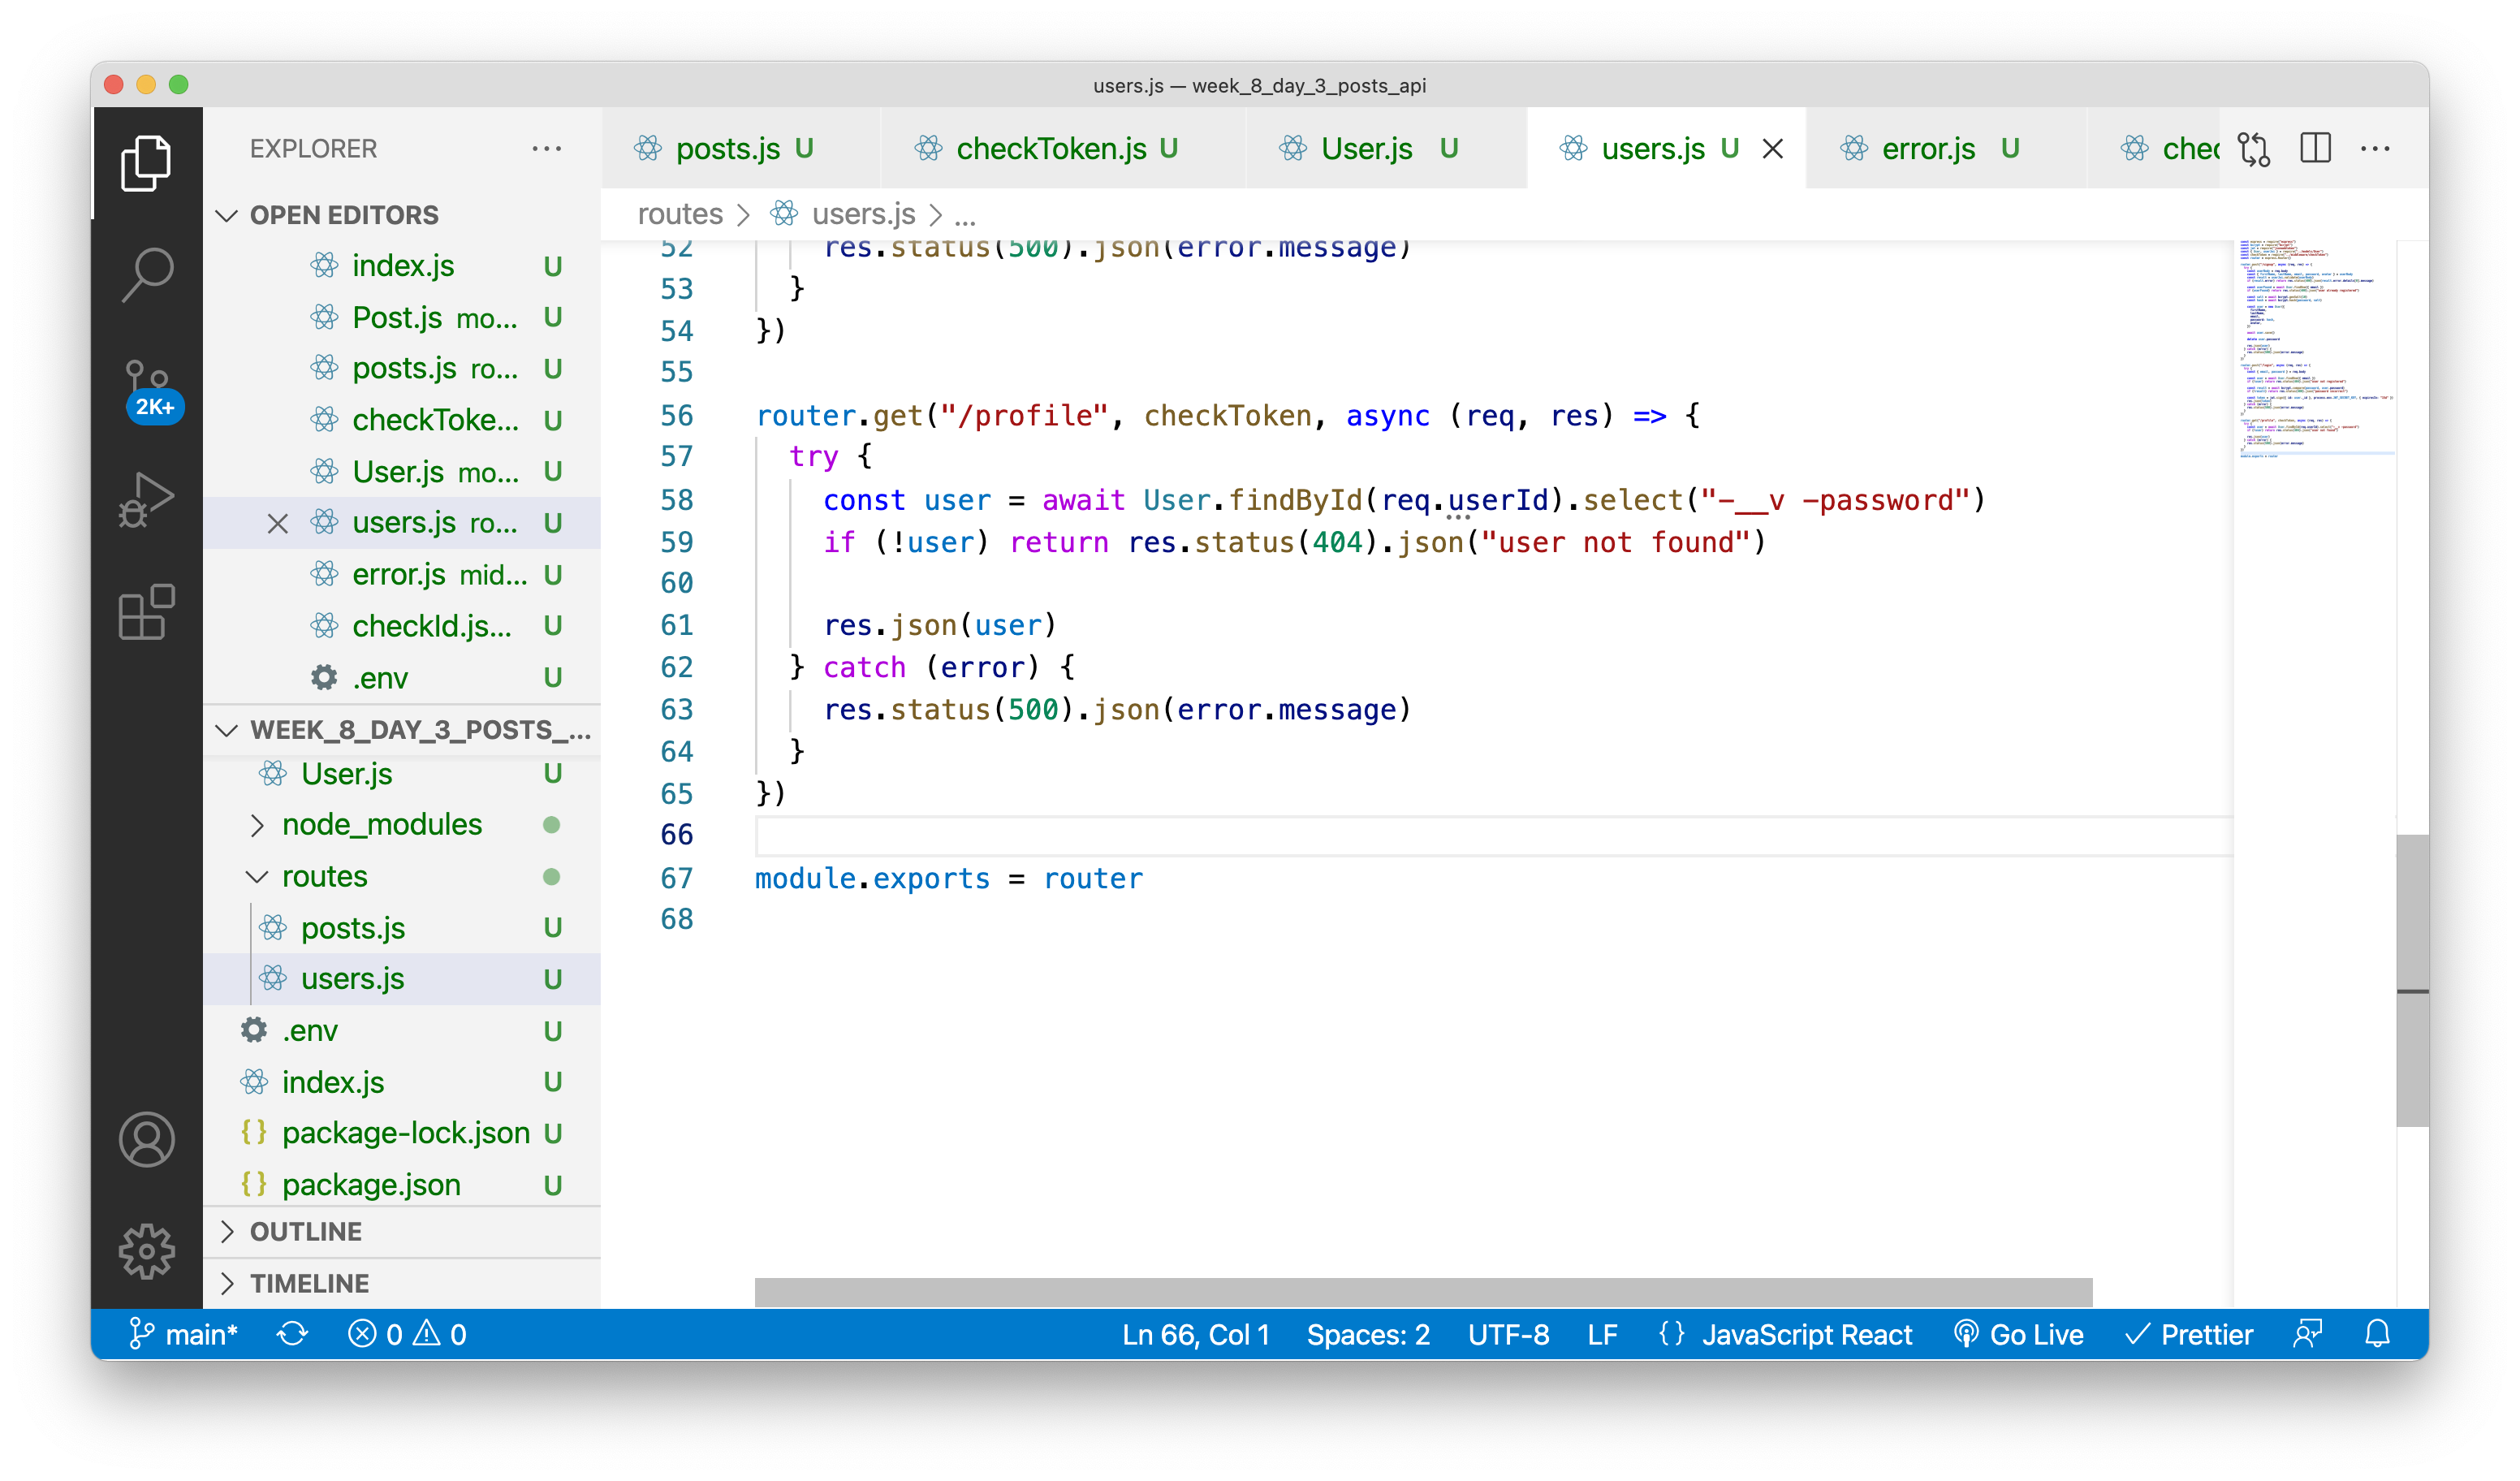 users.js — week_8_day_3_posts_api
EXPLORER
OPEN EDITORS
index.js U
Post.js mo... U
posts.js ro... U
checkToke... U
User.js mo... U
users.js ro... U
error.js mid... U
checkId.js... U
.env U
WEEK_8_DAY_3_POSTS_...
User.js U
node_modules
routes
posts.js U
users.js U
.env U
index.js U
package-lock.json U
package.json U
OUTLINE
TIMELINE
2K+
posts.js U checkToken.js U User.js U users.js U error.js U chec
routes > users.js > ...
52 res.status(500).json(error.message)
53 }
54 })
55
56 router.get("/profile", checkToken, async (req, res) => {
57 try {
58 const user = await User.findById(req.userId).select("-__v -password")
59 if (!user) return res.status(404).json("user not found")
60
61 res.json(user)
62 } catch (error) {
63 res.status(500).json(error.message)
64 }
65 })
66
67 module.exports = router
68
main* 0 0 Ln 66, Col 1 Spaces: 2 UTF-8 LF {} JavaScript React Go Live Prettier